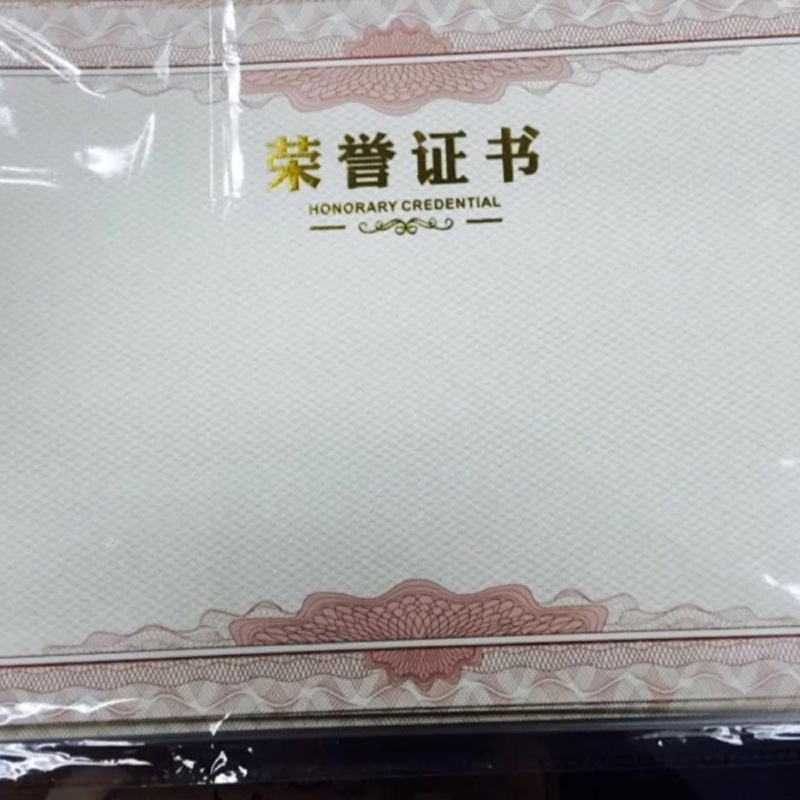 荣誉证书
HONORARY CREDENTIAL